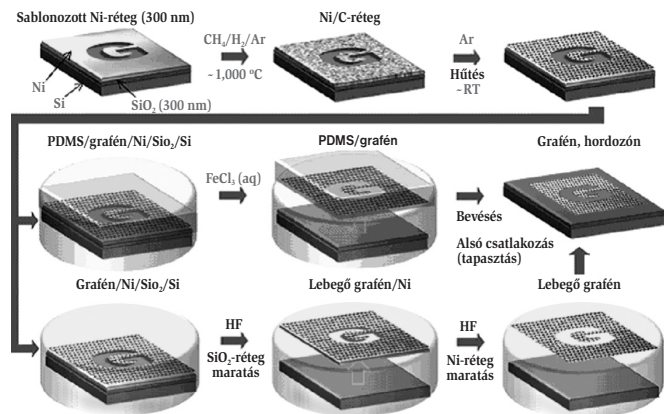 Sablonozott Ni-réteg (300 nm)
Ni/C-réteg
CH₄/H₂/Ar
~ 1,000 ºC
Ar
Hűtés
~RT
G
Ni
Si
SiO₂ (300 nm)
PDMS/grafén/Ni/Sio₂/Si
PDMS/grafén
Grafén, hordozón
FeCl₃ (aq)
Bevésés
Alsó csatlakozás
(tapasztás)
Grafén/Ni/Sio₂/Si
Lebegő grafén/Ni
Lebegő grafén
HF
SiO₂-réteg
maratás
HF
Ni-réteg
maratás